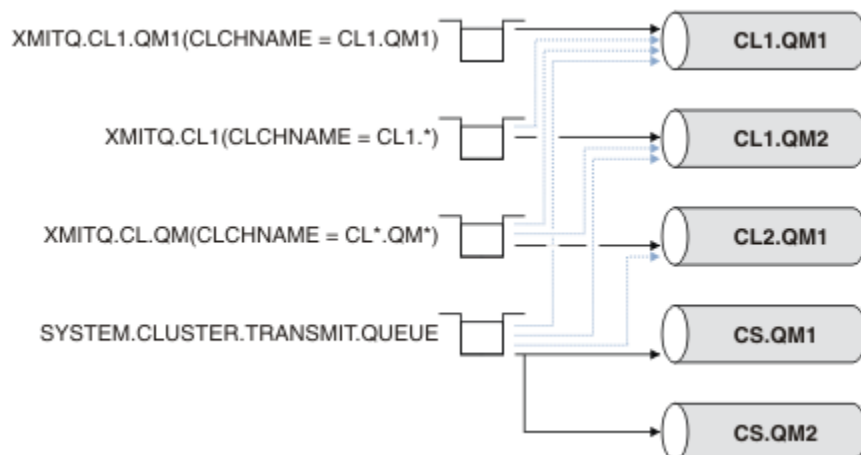 XMITQ.CL1.QM1(CLCHNAME = CL1.QM1)
CL1.QM1
XMITQ.CL1(CLCHNAME = CL1.*)
CL1.QM2
XMITQ.CL.QM(CLCHNAME = CL*.QM*)
CL2.QM1
SYSTEM.CLUSTER.TRANSMIT.QUEUE
CS.QM1
CS.QM2